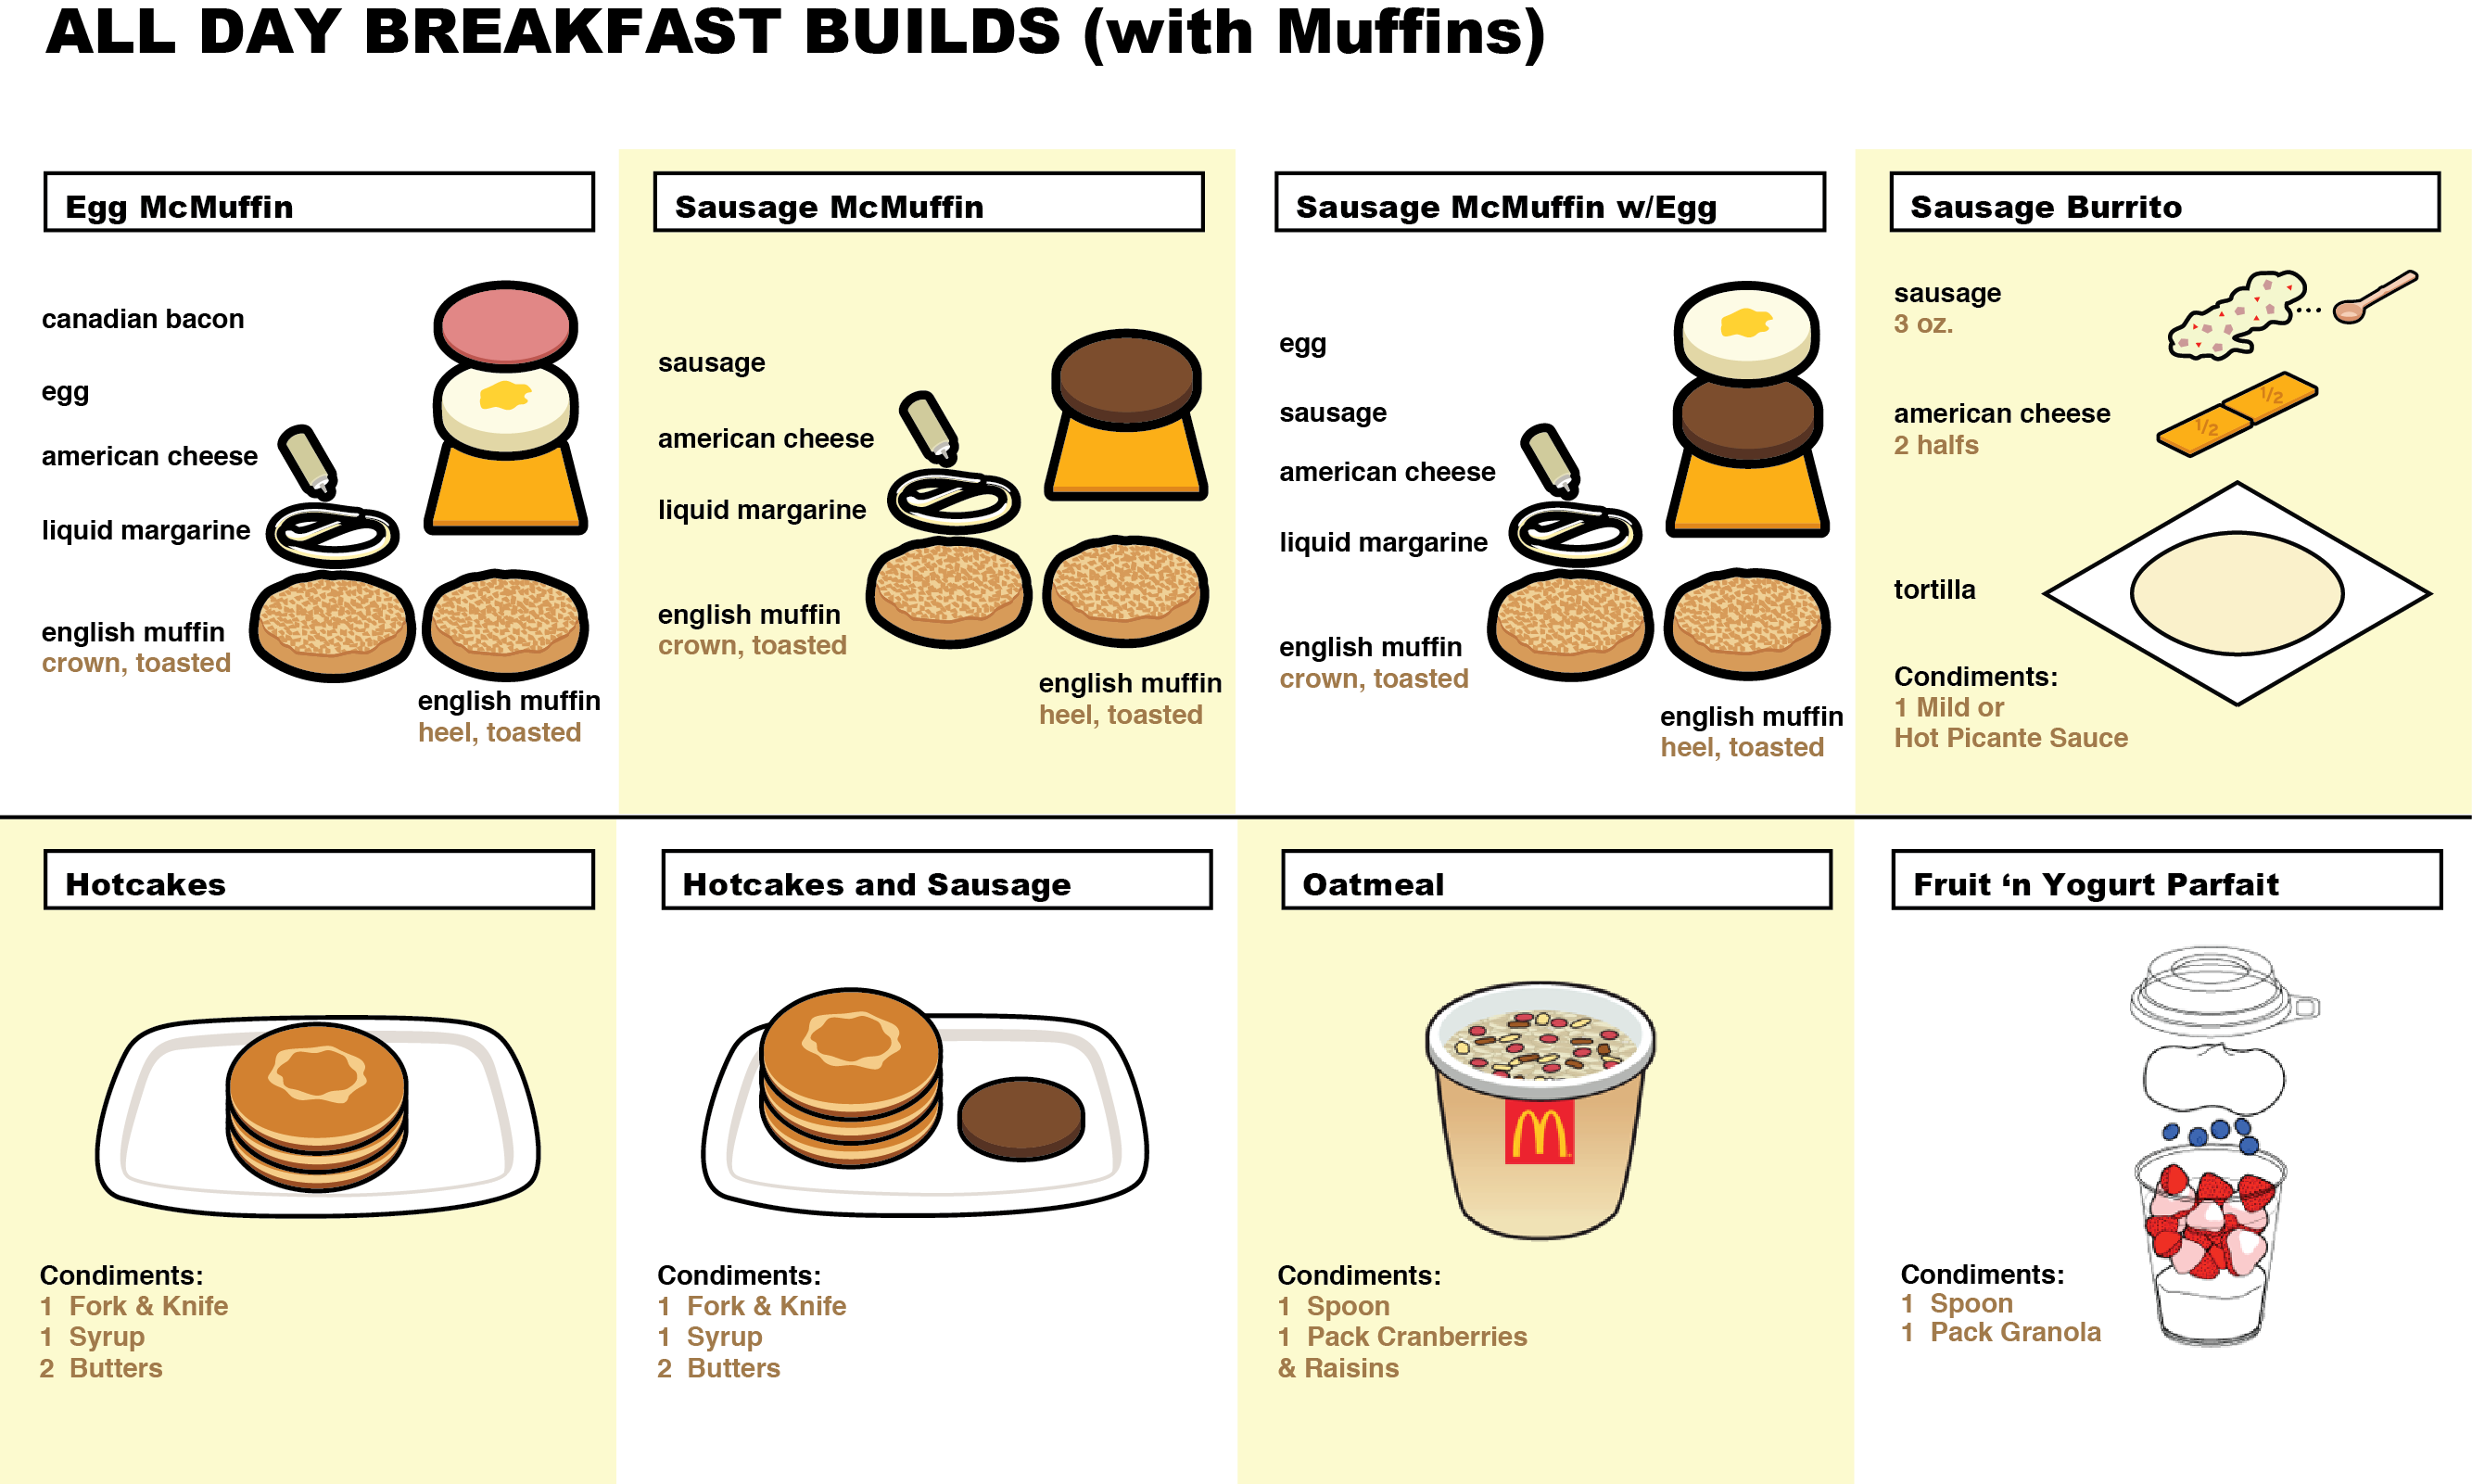 ALL DAY BREAKFAST BUILDS (with Muffins)
Egg McMuffin
canadian bacon
egg
american cheese
liquid margarine
english muffin
crown, toasted
english muffin
heel, toasted
Sausage McMuffin
sausage
american cheese
liquid margarine
english muffin
crown, toasted
english muffin
heel, toasted
Sausage McMuffin w/Egg
egg
sausage
american cheese
liquid margarine
english muffin
crown, toasted
english muffin
heel, toasted
Sausage Burrito
sausage
3 oz.
1/2
1/2
american cheese
2 halfs
tortilla
Condiments:
1 Mild or
Hot Picante Sauce
Hotcakes
Condiments:
1 Fork & Knife
1 Syrup
2 Butters
Hotcakes and Sausage
Condiments:
1 Fork & Knife
1 Syrup
2 Butters
Oatmeal
Condiments:
1 Spoon
1 Pack Cranberries
& Raisins
Fruit ‘n Yogurt Parfait
Condiments:
1 Spoon
1 Pack Granola